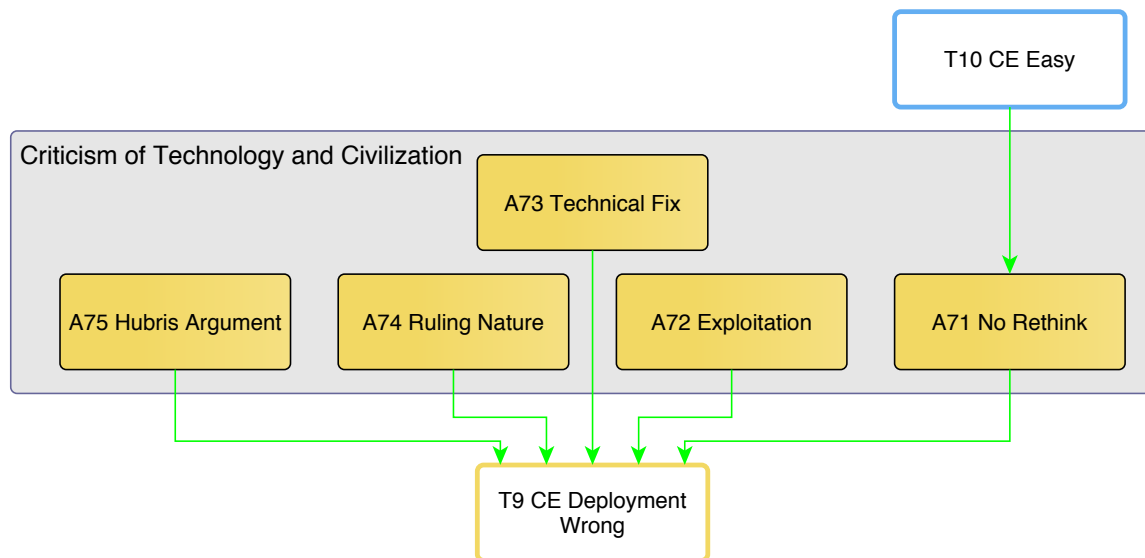 T10 CE Easy
Criticism of Technology and Civilization
A73 Technical Fix
A75 Hubris Argument
A74 Ruling Nature
A72 Exploitation
A71 No Rethink
T9 CE Deployment
Wrong